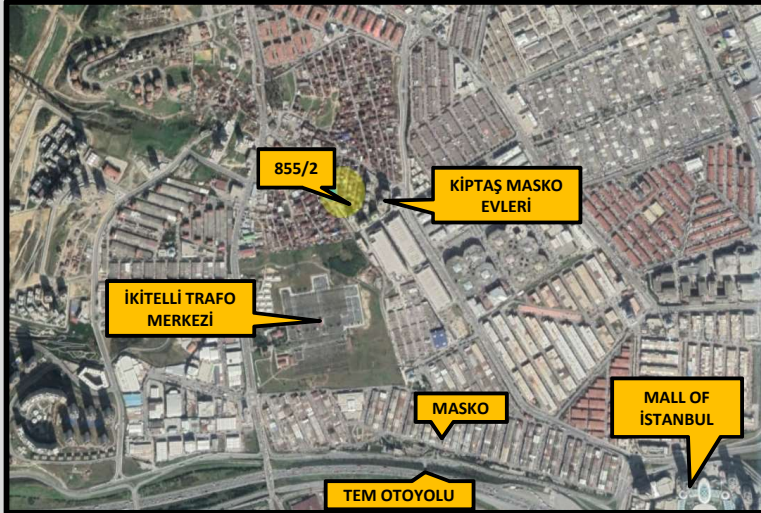 855/2
KİPTAŞ MASKO
EVLERİ
İKİTELLİ TRAFO
MERKEZİ
MASKO
MALL OF
İSTANBUL
TEM OTOYOLU